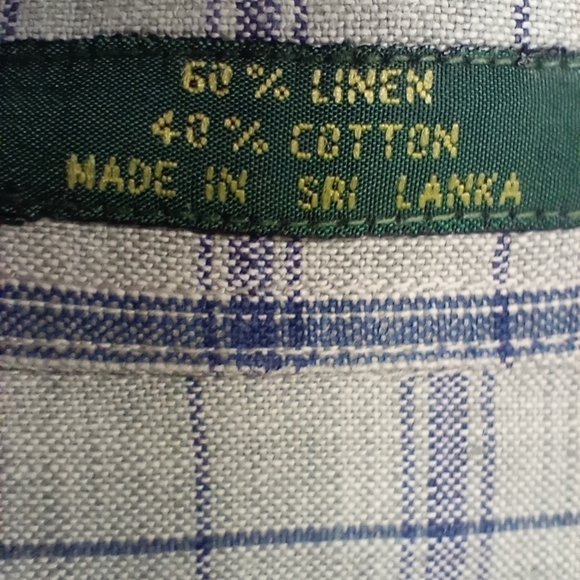 60% LINEN
40% COTTON
MADE IN SRI LANKA